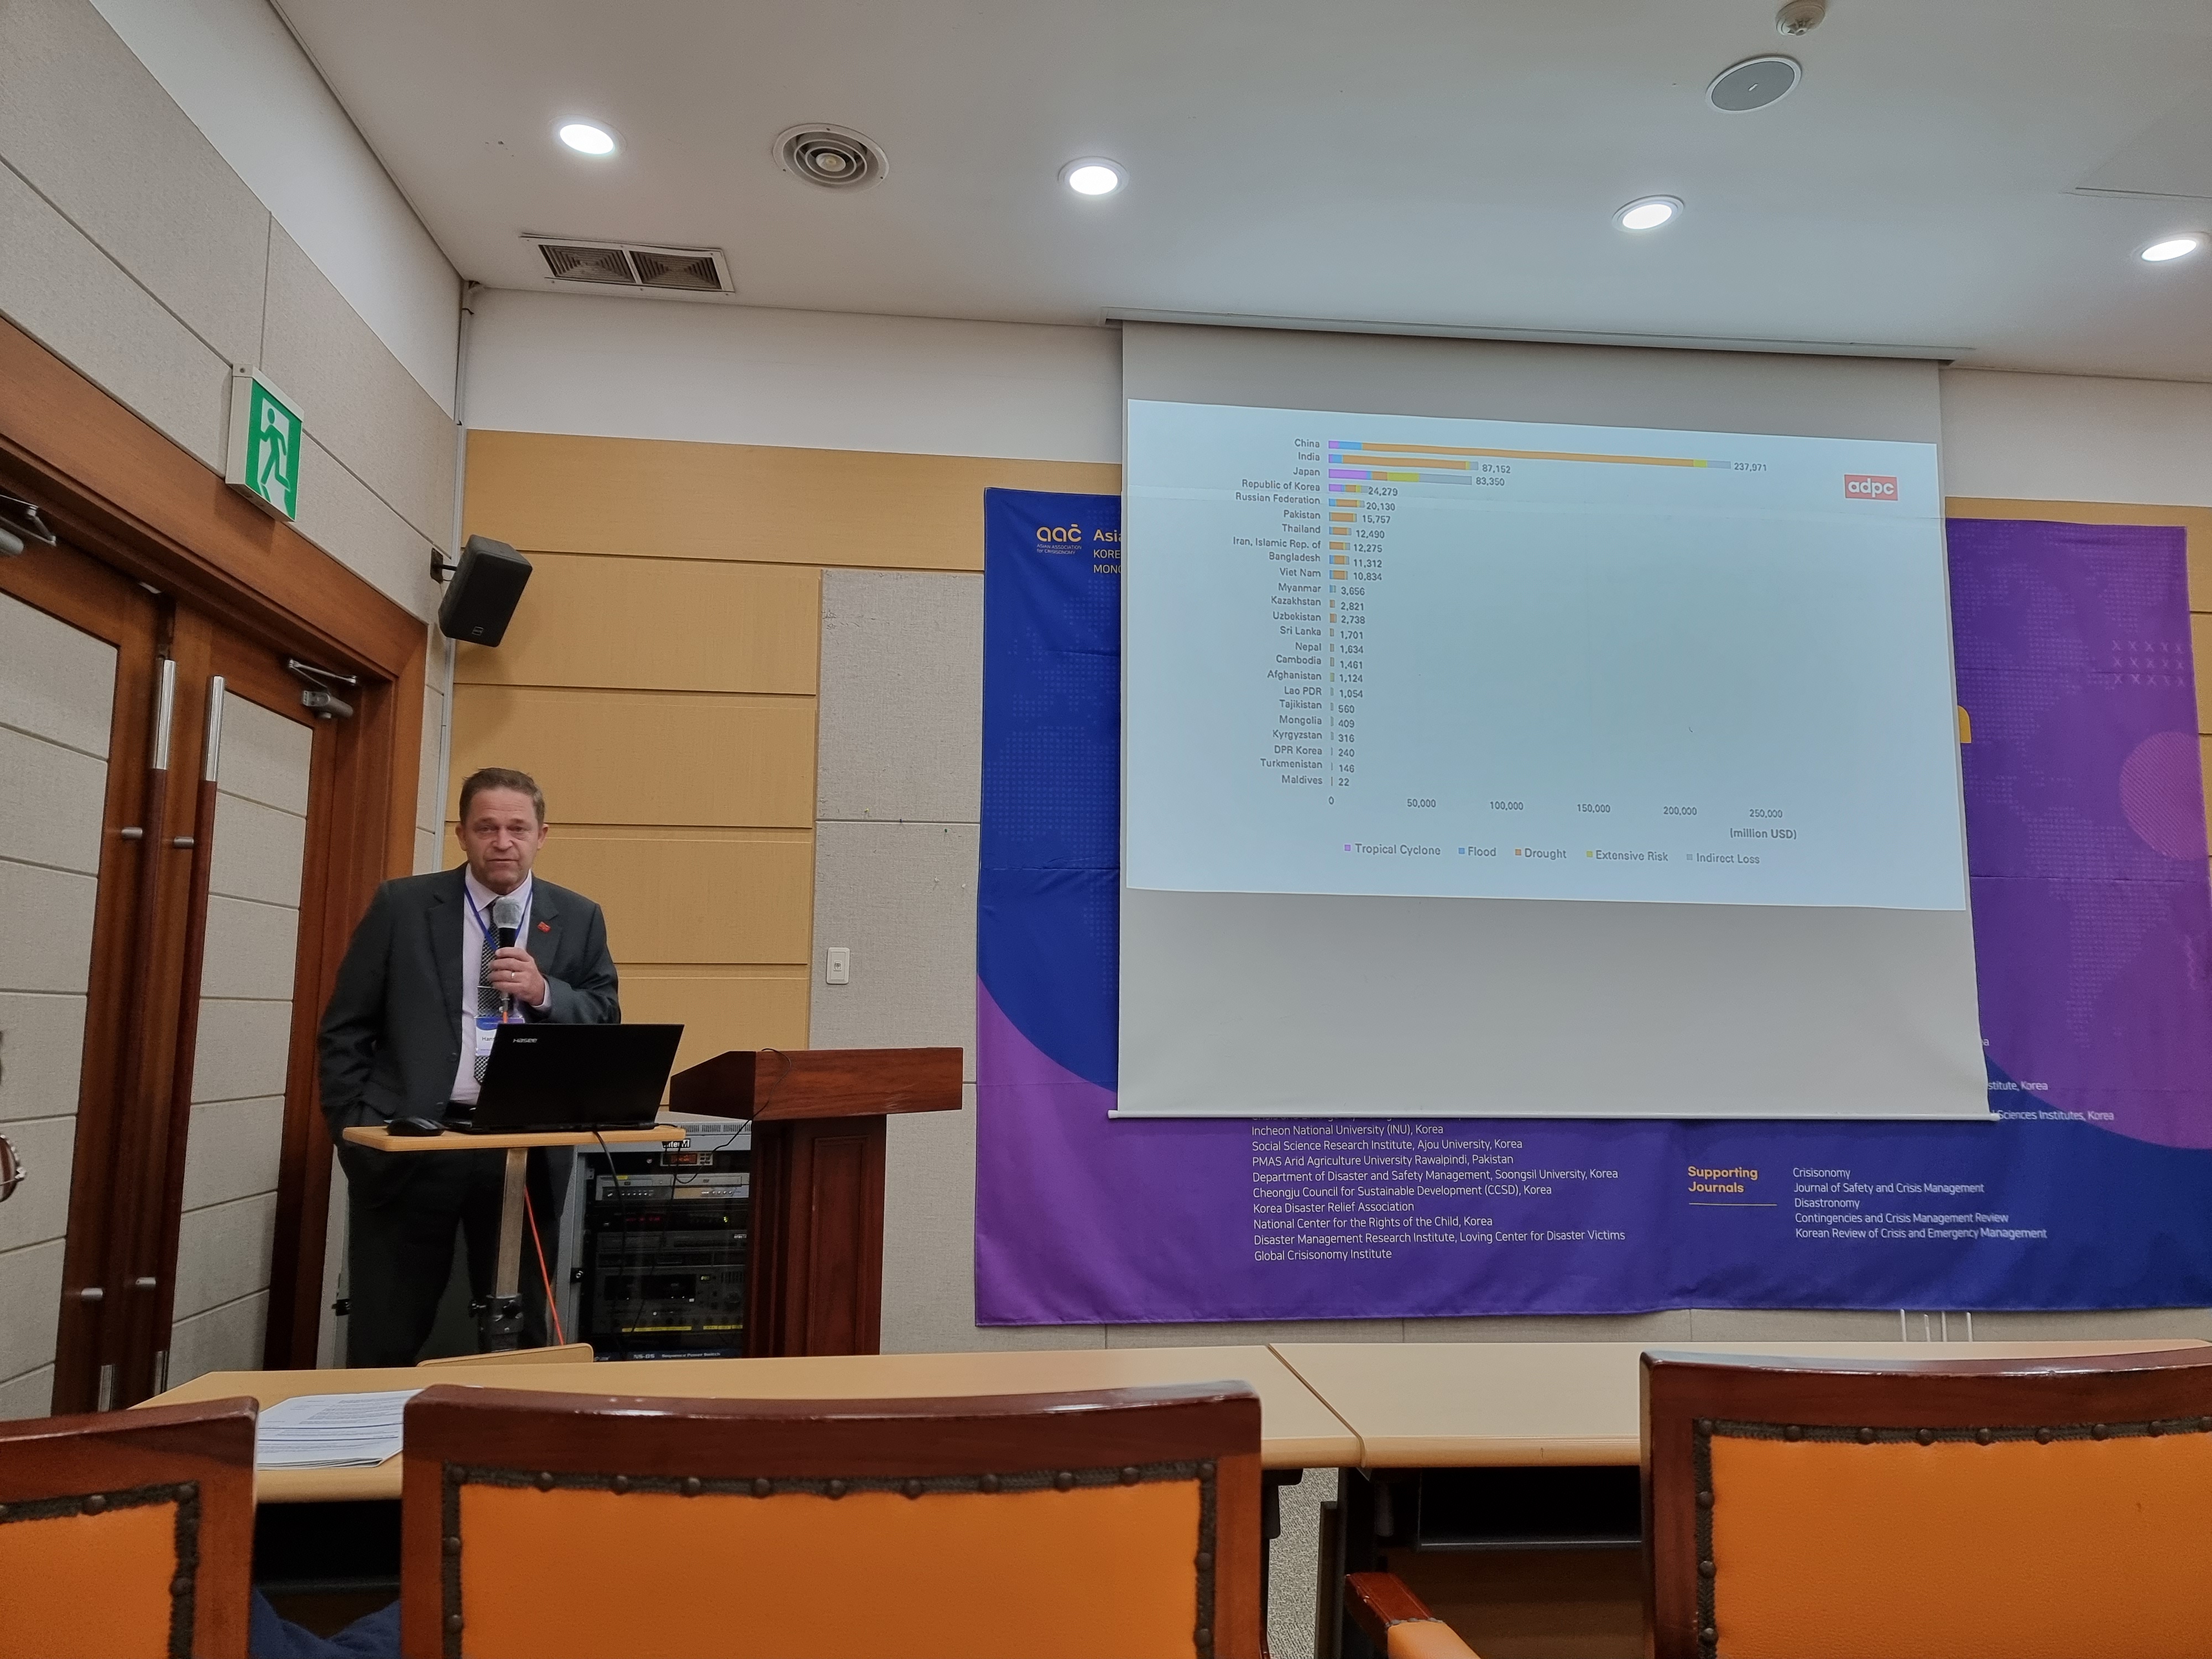 China 237,971
India 87,152
Japan 83,350
Republic of Korea 24,279
Russian Federation 20,130
Pakistan 15,757
Thailand 12,490
Iran, Islamic Rep. of 12,275
Bangladesh 11,312
Viet Nam 10,834
Myanmar 3,656
Kazakhstan 2,821
Uzbekistan 2,738
Sri Lanka 1,701
Nepal 1,634
Cambodia 1,461
Afghanistan 1,124
Lao PDR 1,054
Tajikistan 560
Mongolia 409
Kyrgyzstan 316
DPR Korea 240
Turkmenistan 146
Maldives 22
0 50,000 100,000 150,000 200,000 250,000
(million USD)
Tropical Cyclone Flood Drought Extensive Risk Indirect Loss
adpc
aac
ASIAN ASSOCIATION
OF CRISISONOMY
Asia
KORE
MONG
stitute, Korea
Sciences Institutes, Korea
Incheon National University (INU), Korea
Social Science Research Institute, Ajou University, Korea
PMAS Arid Agriculture University Rawalpindi, Pakistan
Department of Disaster and Safety Management, Soongsil University, Korea
Cheongju Council for Sustainable Development (CCSD), Korea
Korea Disaster Relief Association
National Center for the Rights of the Child, Korea
Disaster Management Research Institute, Loving Center for Disaster Victims
Global Crisisonomy Institute
Supporting
Journals
Crisisonomy
Journal of Safety and Crisis Management
Disastronomy
Contingencies and Crisis Management Review
Korean Review of Crisis and Emergency Management
Hasee
Sequence Power Switch